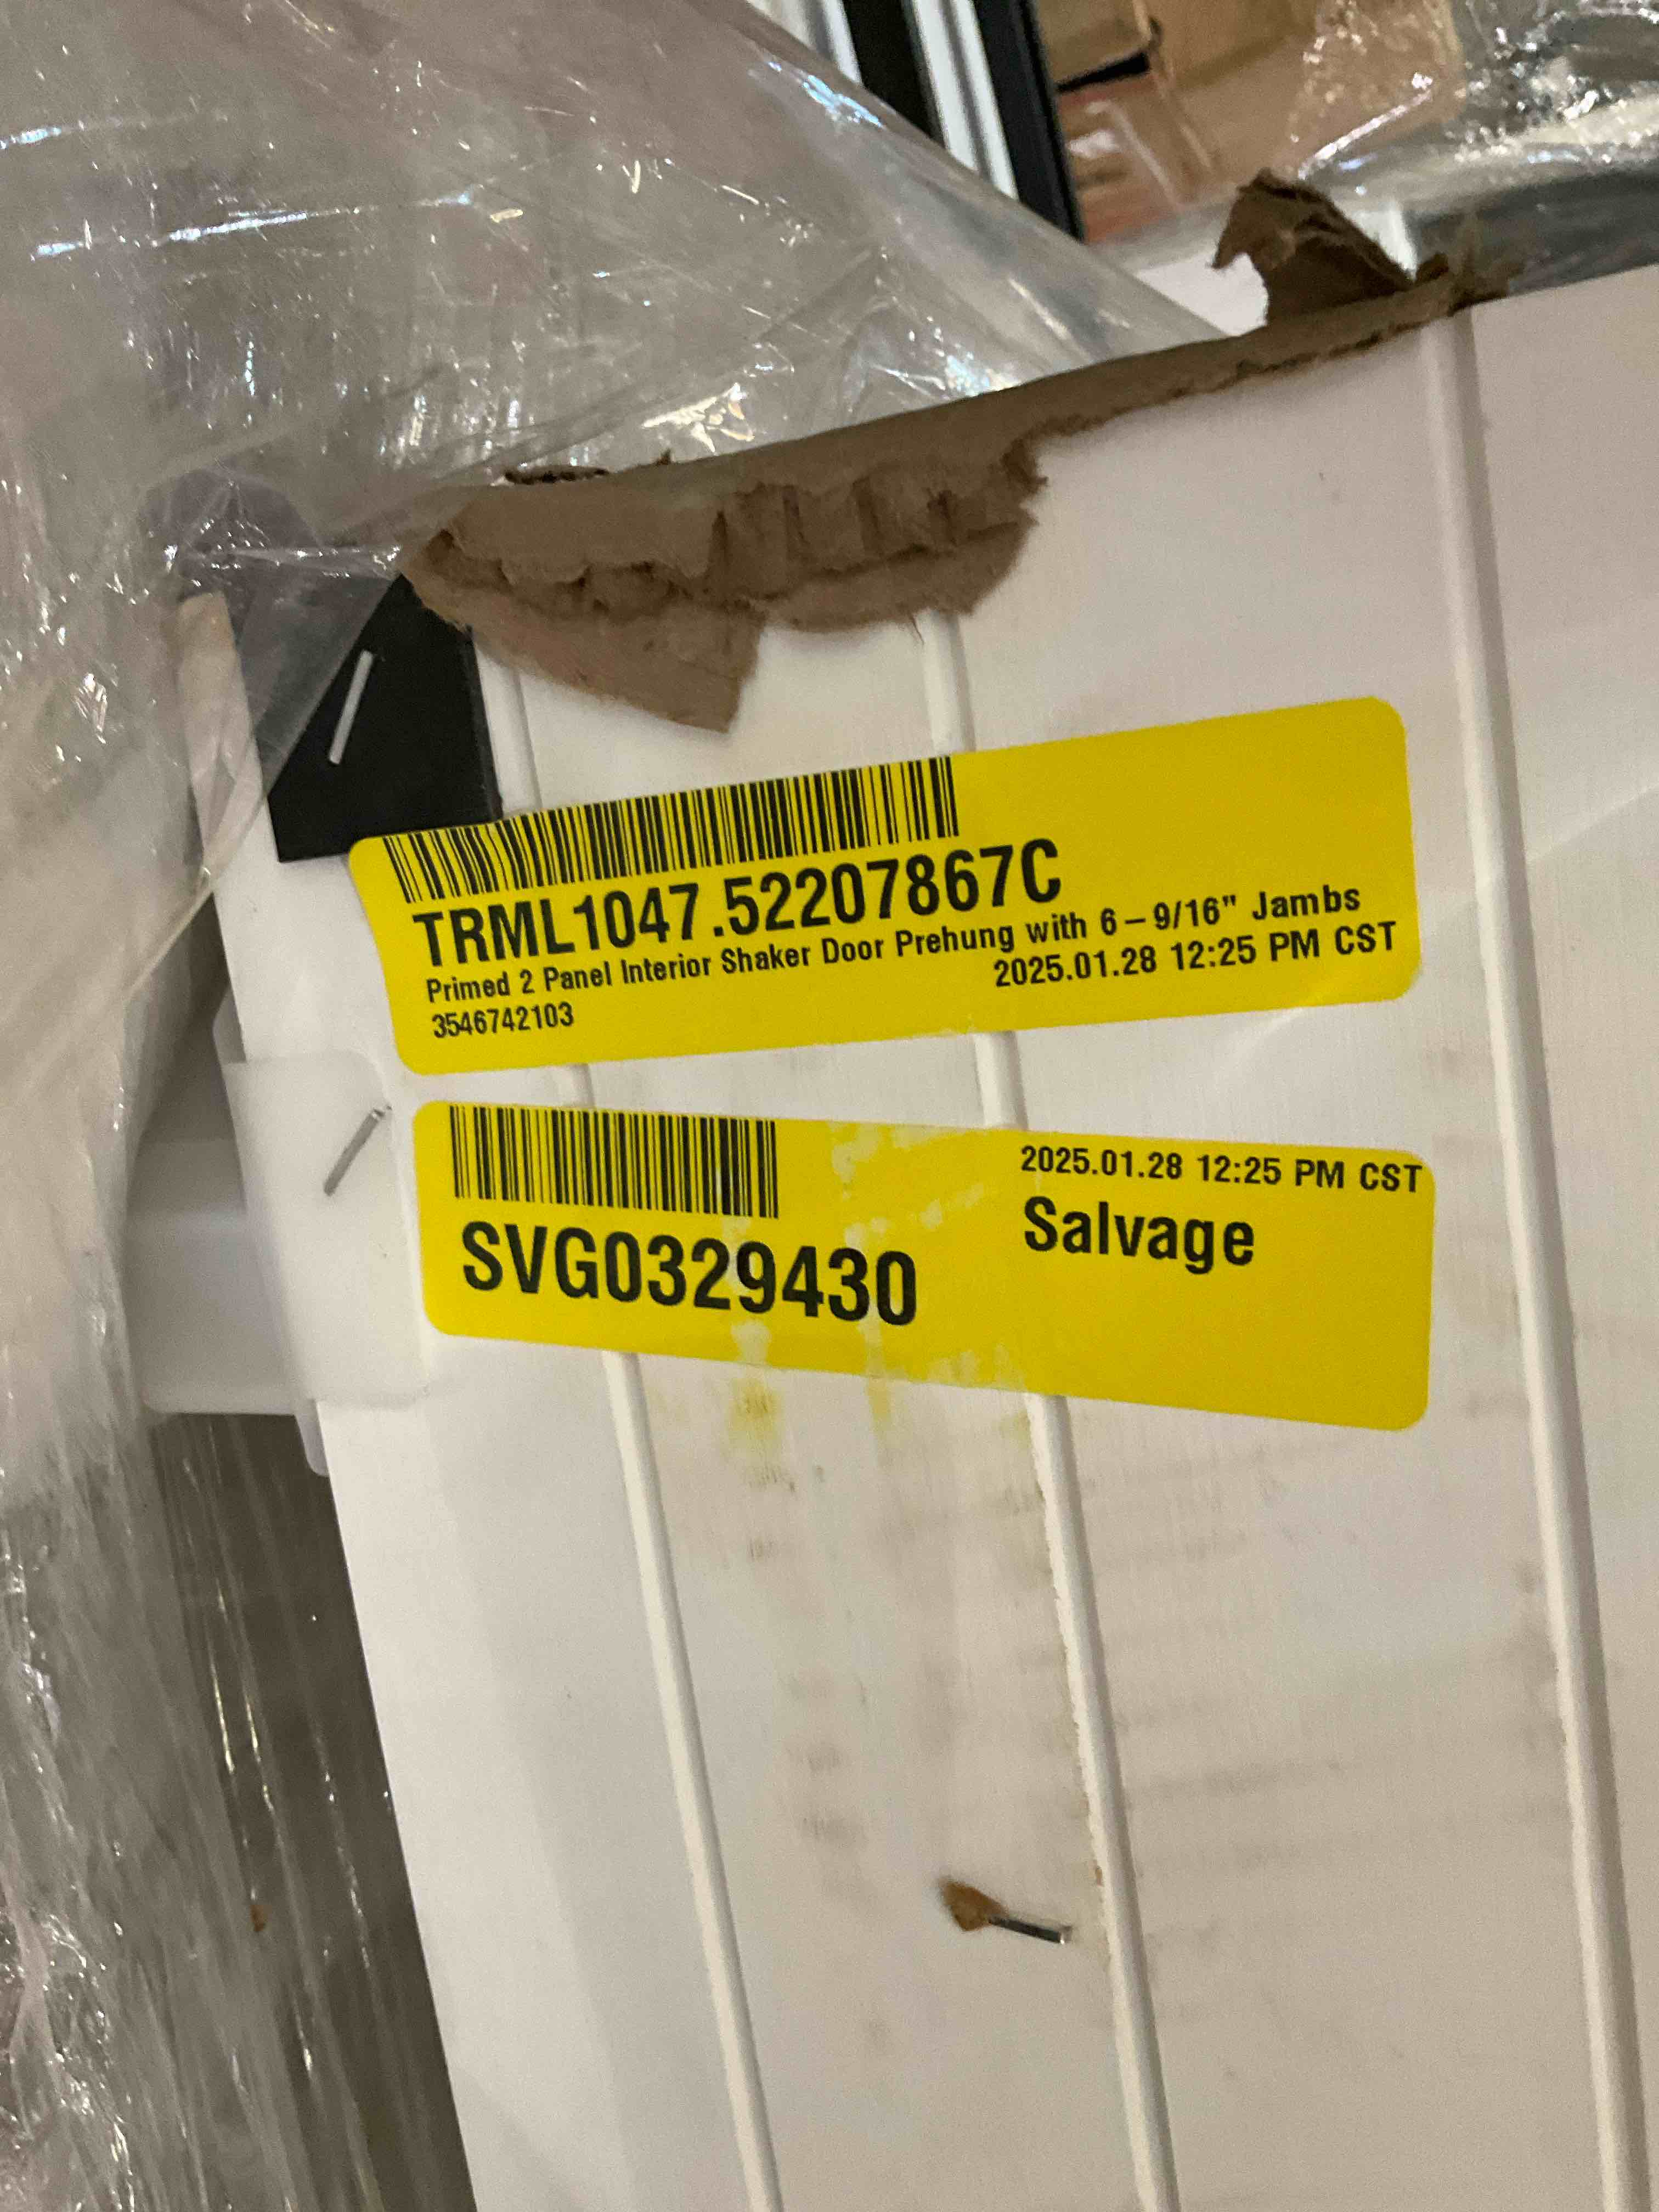 TRML1047.52207867C
Primed 2 Panel Interior Shaker Door Prehung with 6 – 9/16" Jambs
3546742103 2025.01.28 12:25 PM CST
2025.01.28 12:25 PM CST
SVG0329430 Salvage